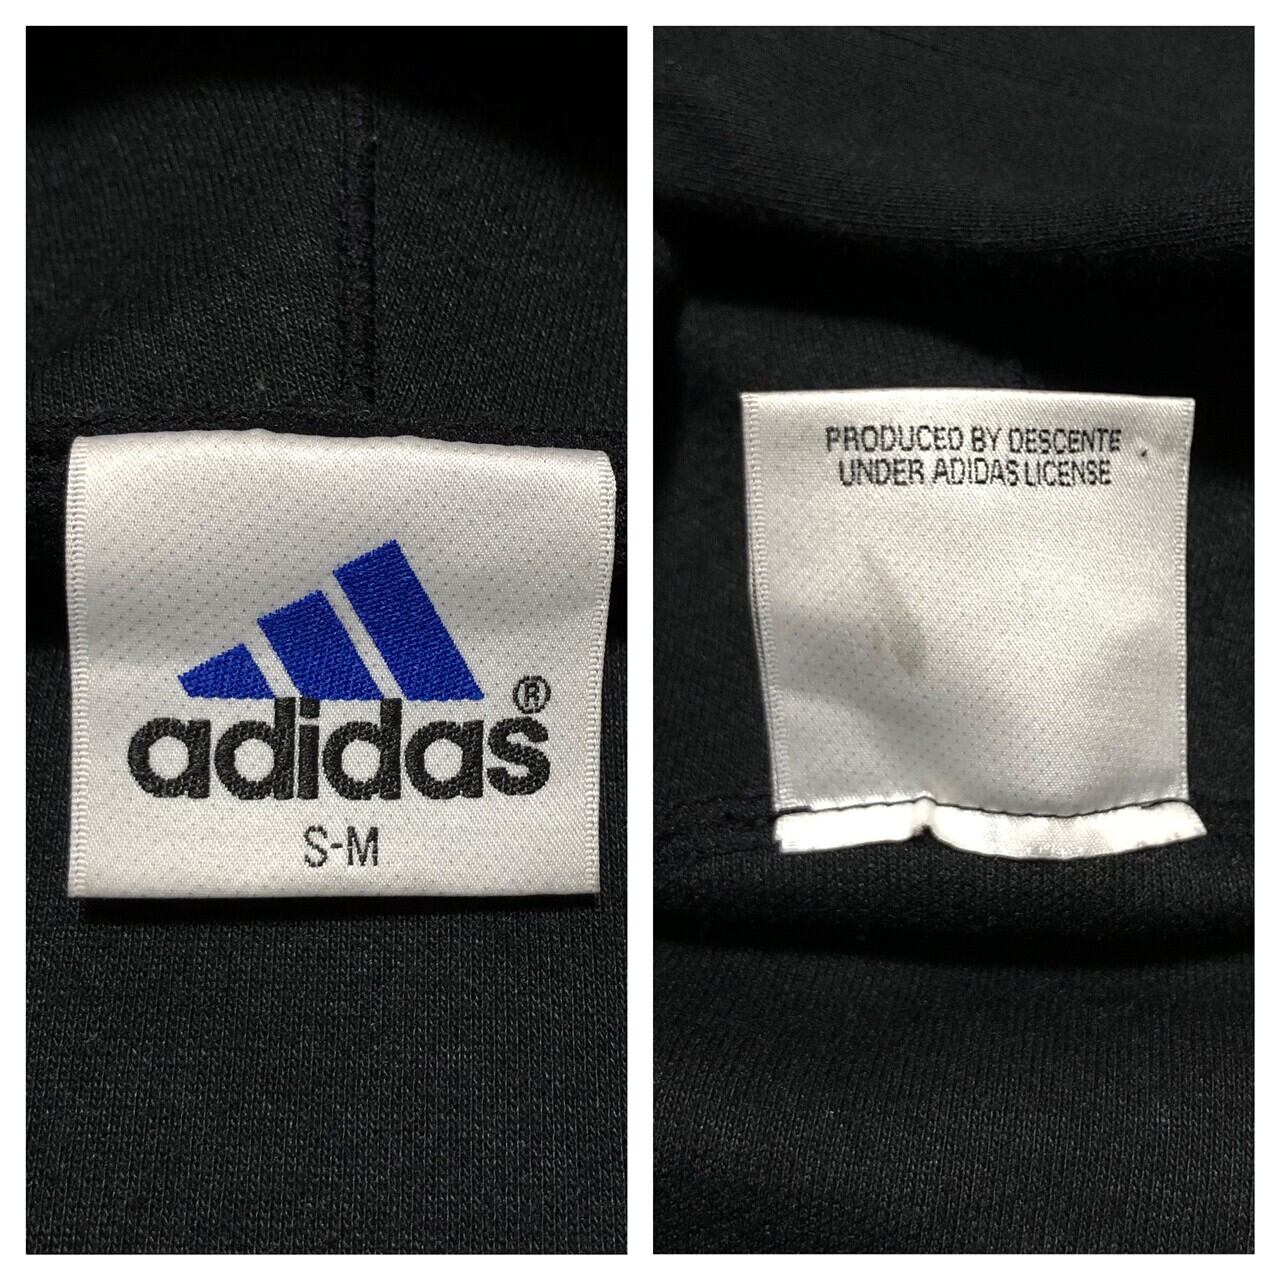 adidas®
S-M
PRODUCED BY DESCENTE
UNDER ADIDAS LICENSE